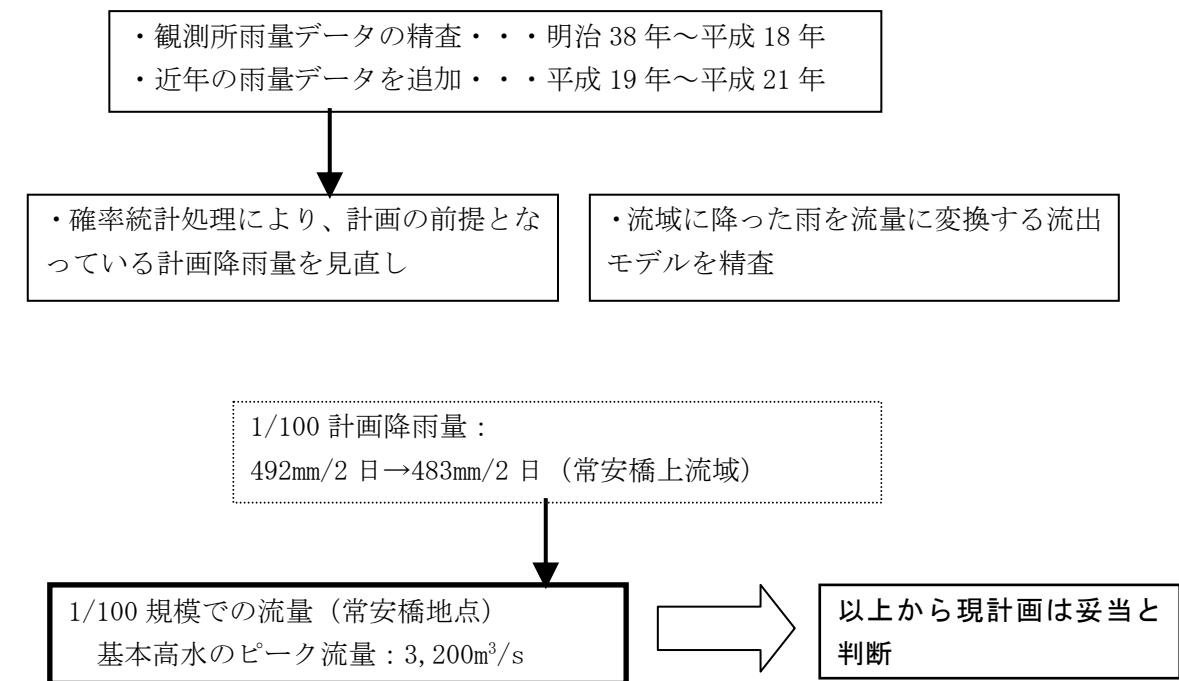 ・観測所雨量データの精査・・・明治 38 年～平成 18 年
・近年の雨量データを追加・・・平成 19 年～平成 21 年
・確率統計処理により、計画の前提とな
っている計画降雨量を見直し
・流域に降った雨を流量に変換する流出
モデルを精査
1/100 計画降雨量：
492㎜/2 日→483㎜/2 日（常安橋上流域）
1/100 規模での流量（常安橋地点）
基本高水のピーク流量：3,200m³/s
以上から現計画は妥当と
判断